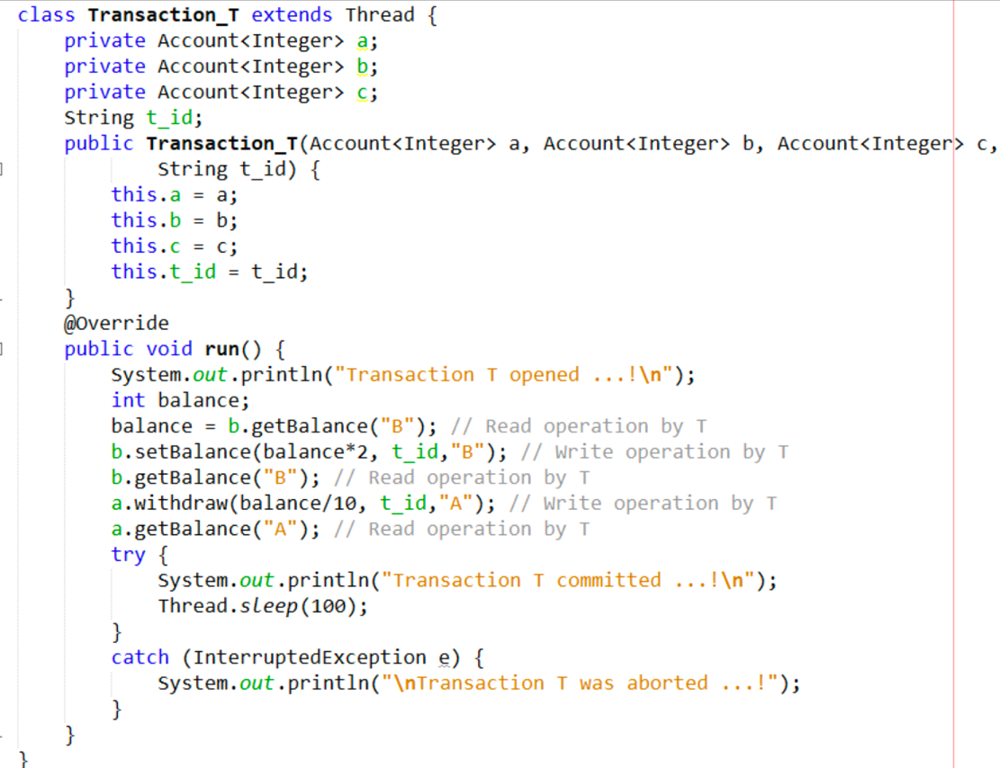 class Transaction_T extends Thread {
    private Account<Integer> a;
    private Account<Integer> b;
    private Account<Integer> c;
    String t_id;
    public Transaction_T(Account<Integer> a, Account<Integer> b, Account<Integer> c,
            String t_id) {
        this.a = a;
        this.b = b;
        this.c = c;
        this.t_id = t_id;
    }
    @Override
    public void run() {
        System.out.println("Transaction T opened ...!\n");
        int balance;
        balance = b.getBalance("B"); // Read operation by T
        b.setBalance(balance*2, t_id,"B"); // Write operation by T
        b.getBalance("B"); // Read operation by T
        a.withdraw(balance/10, t_id,"A"); // Write operation by T
        a.getBalance("A"); // Read operation by T
        try {
            System.out.println("Transaction T committed ...!\n");
            Thread.sleep(100);
        }
        catch (InterruptedException e) {
            System.out.println("\nTransaction T was aborted ...!");
        }
    }
}